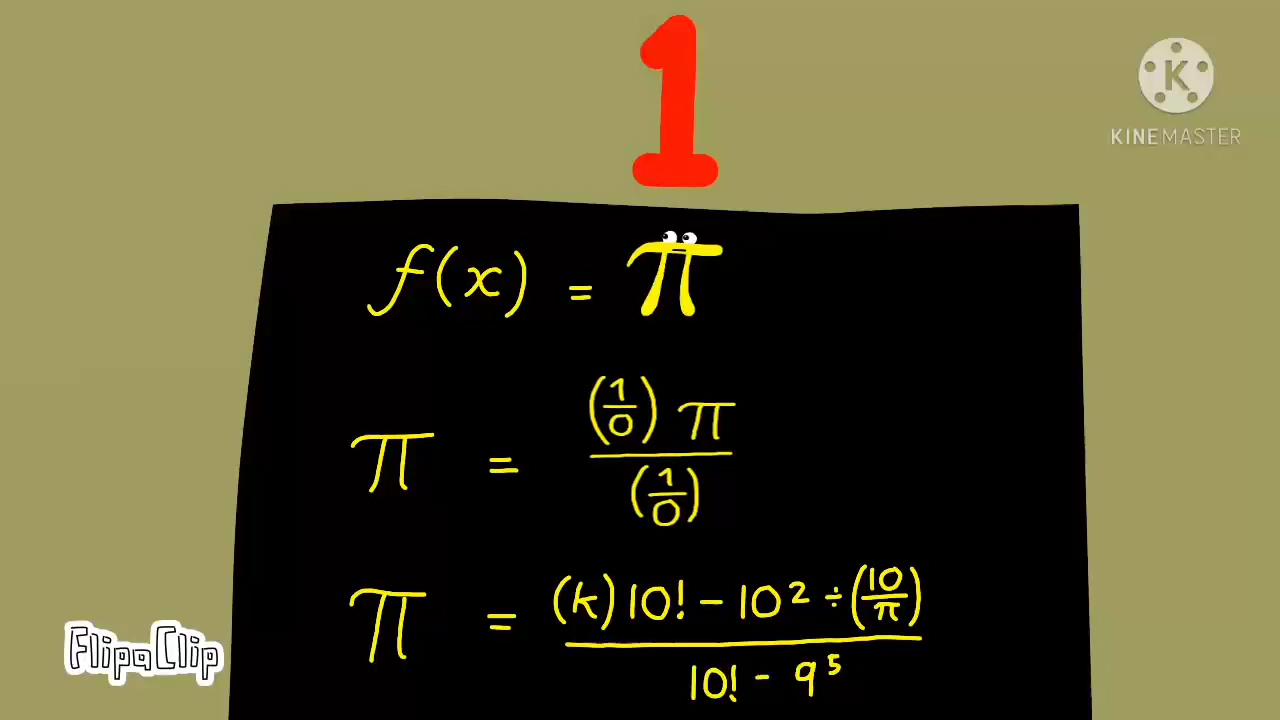 1
KINEMASTER
K
f(x) = π
π = (1/0) π / (1/0)
π = (k) 10! - 10² ÷ (10/π) / 10! - 9⁵
FlipaClip